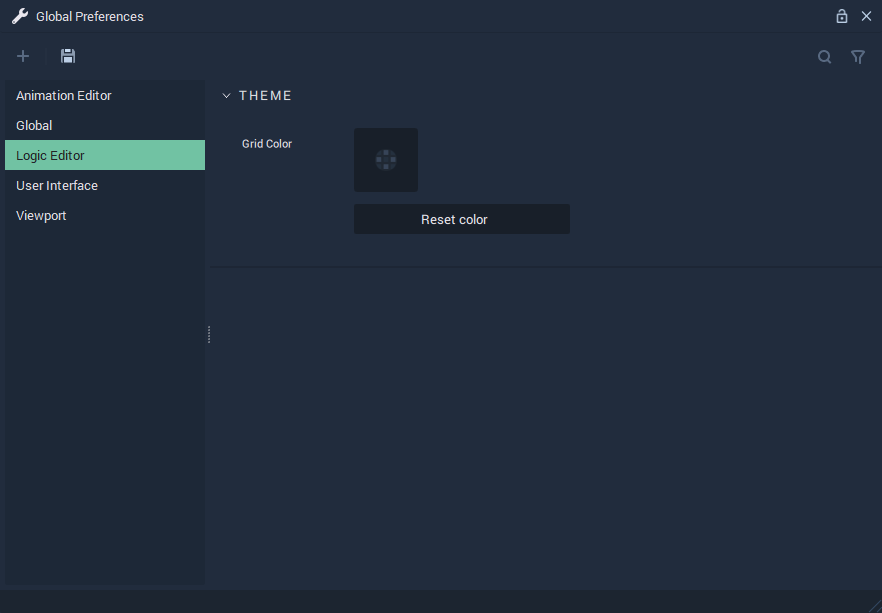 Global Preferences
Animation Editor
Global
Logic Editor
User Interface
Viewport
THEME
Grid Color
Reset color